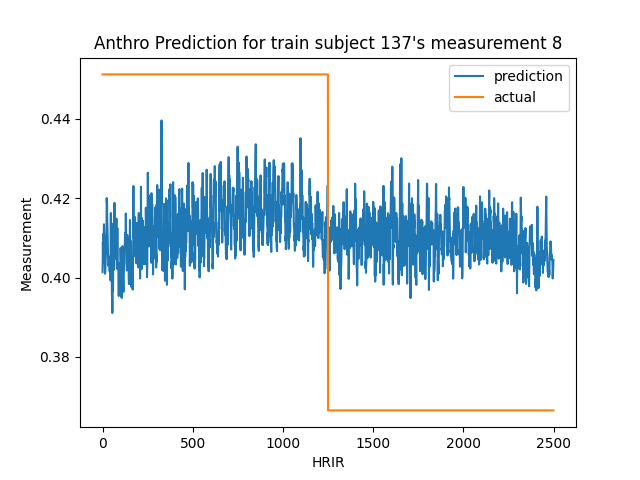 Anthro Prediction for train subject 137's measurement 8
prediction
actual
Measurement
0.44
0.42
0.40
0.38
0
500
1000
1500
2000
2500
HRIR